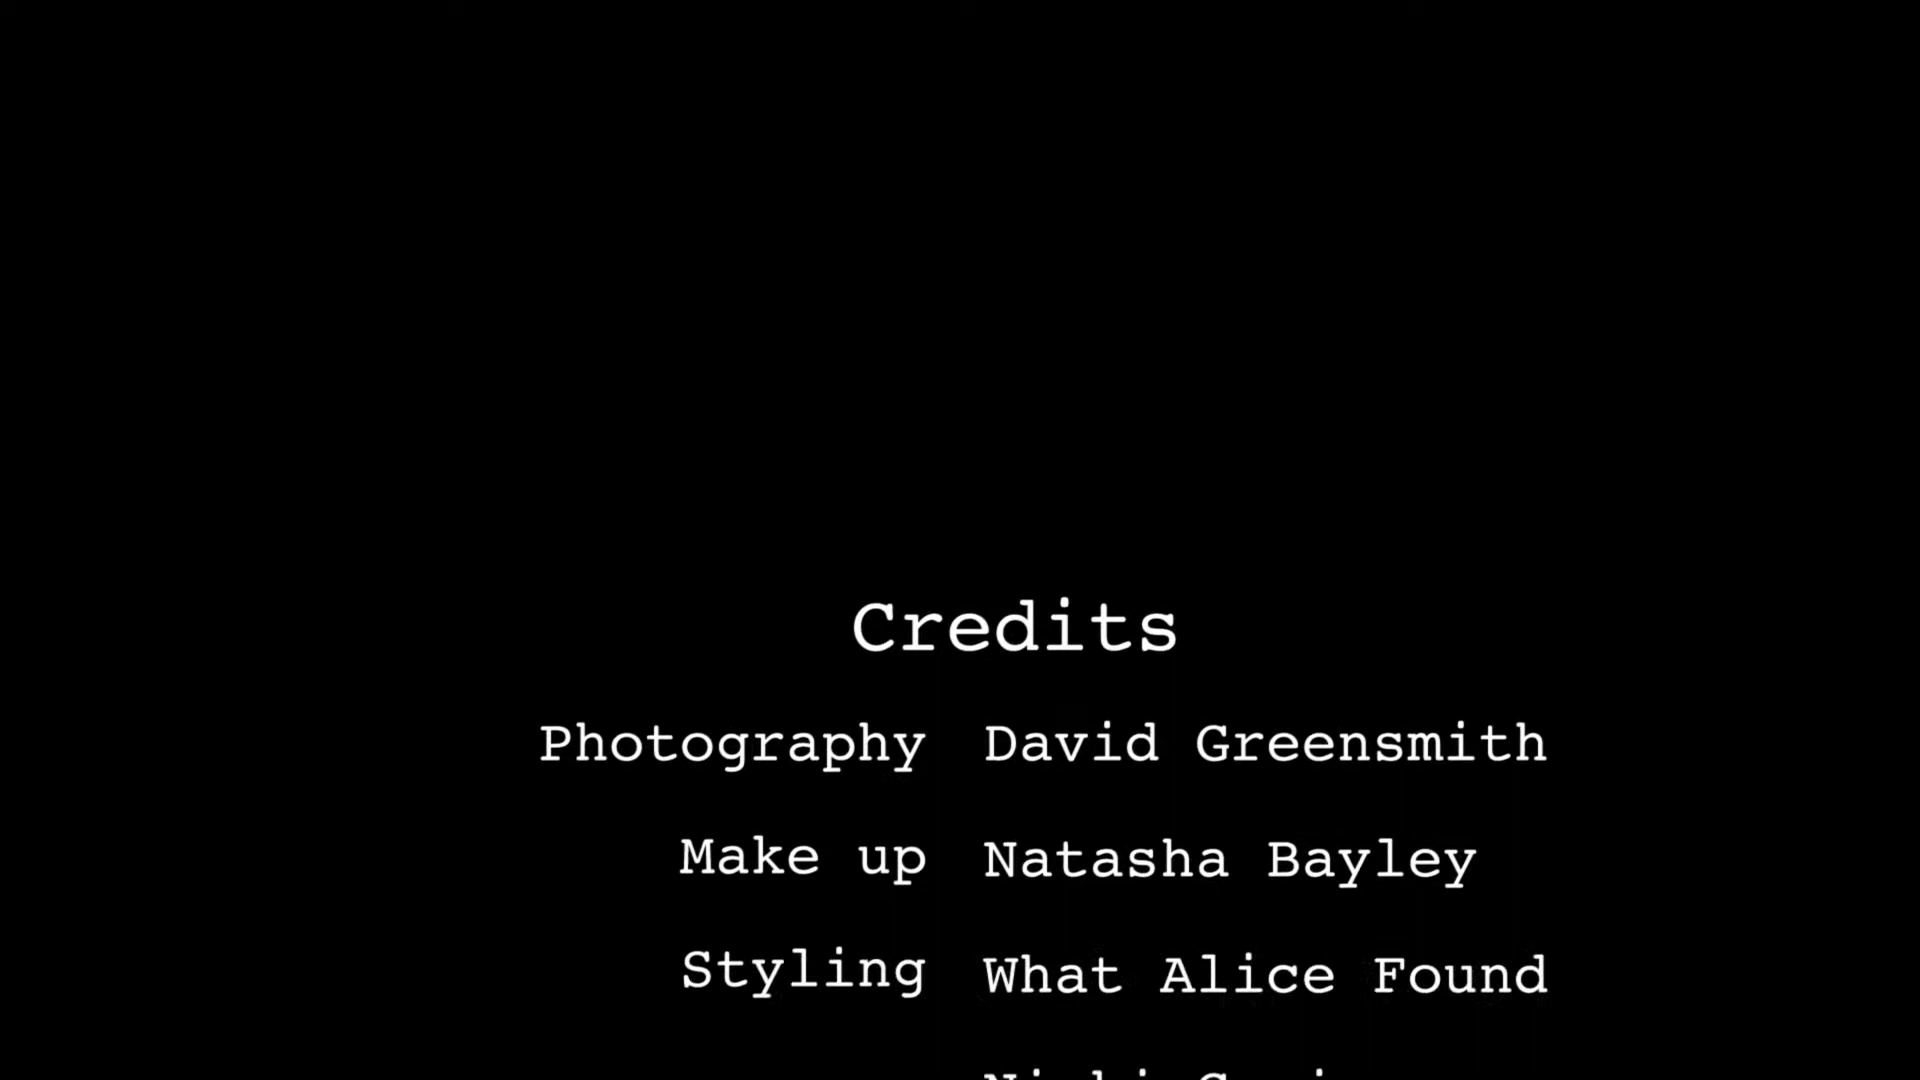 Credits
Photography David Greensmith
Make up Natasha Bayley
Styling What Alice Found